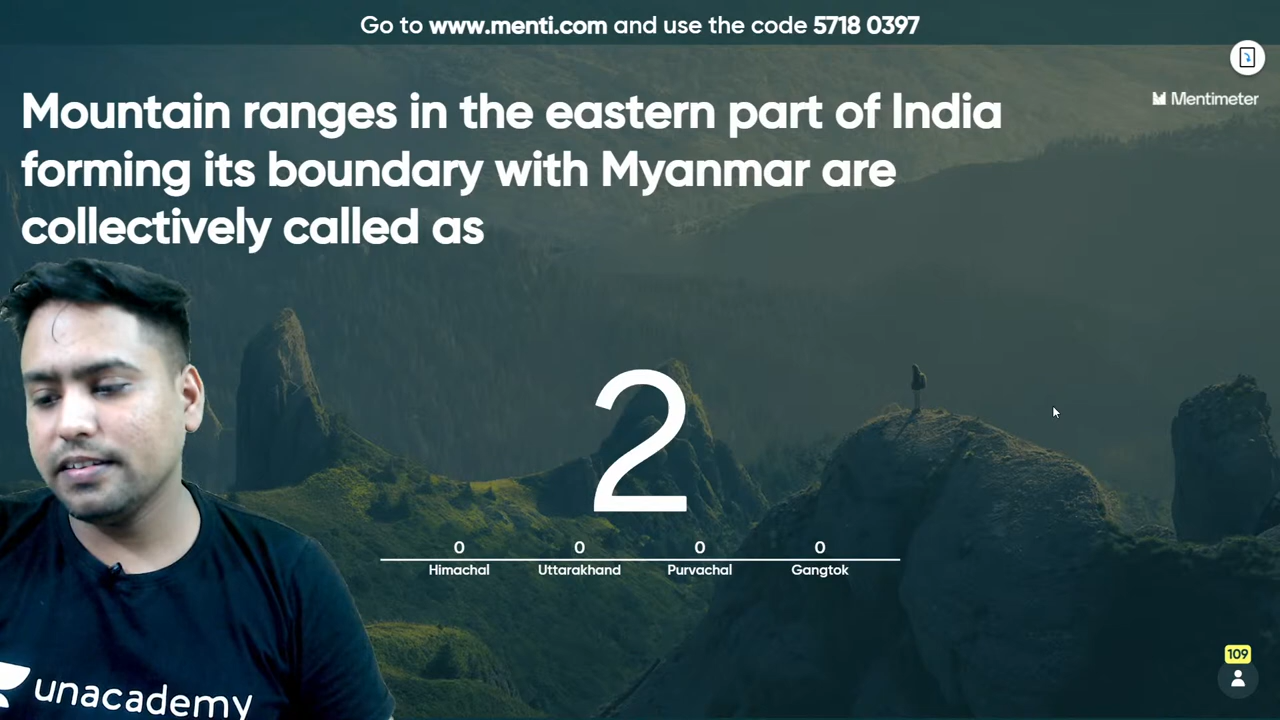 Go to www.menti.com and use the code 5718 0397
Mentimeter
Mountain ranges in the eastern part of India
forming its boundary with Myanmar are
collectively called as
2
0 0 0 0
Himachal Uttarakhand Purvachal Gangtok
109
unacademy